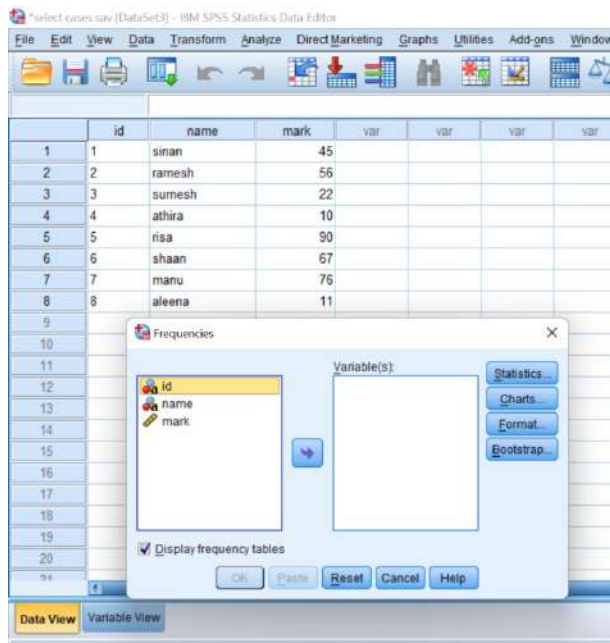 *select cases.sav [DataSet3] - IBM SPSS Statistics Data Editor
File Edit View Data Transform Analyze Direct Marketing Graphs Utilities Add-ons Window
id name mark var var var var
1 1 sinan 45
2 2 ramesh 56
3 3 sumesh 22
4 4 athira 10
5 5 risa 90
6 6 shaan 67
7 7 manu 76
8 8 aleena 11
9
10
11
12
13
14
15
16
17
18
19
20
21
Frequencies
Variable(s):
id
name
mark
Statistics...
Charts...
Format...
Bootstrap...
Display frequency tables
OK Paste Reset Cancel Help
Data View Variable View